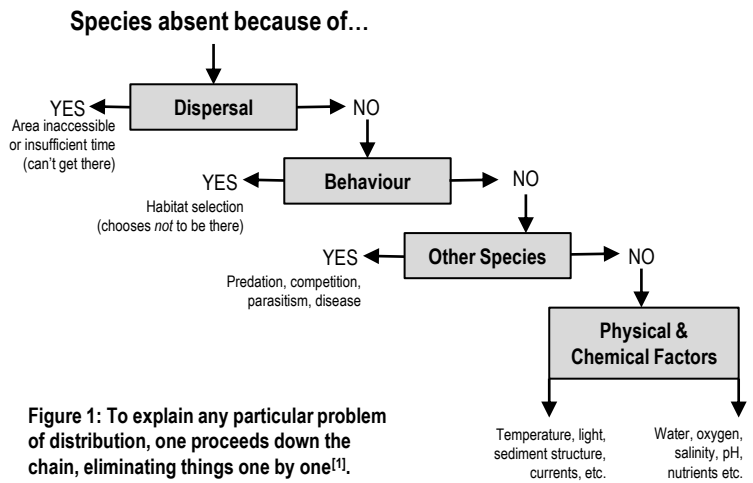 Species absent because of…
Dispersal
YES
NO
Area inaccessible
or insufficient time
(can't get there)
Behaviour
YES
NO
Habitat selection
(chooses not to be there)
Other Species
YES
NO
Predation, competition,
parasitism, disease
Physical &
Chemical Factors
Temperature, light,
sediment structure,
currents, etc.
Water, oxygen,
salinity, pH,
nutrients etc.
Figure 1: To explain any particular problem
of distribution, one proceeds down the
chain, eliminating things one by one[1].